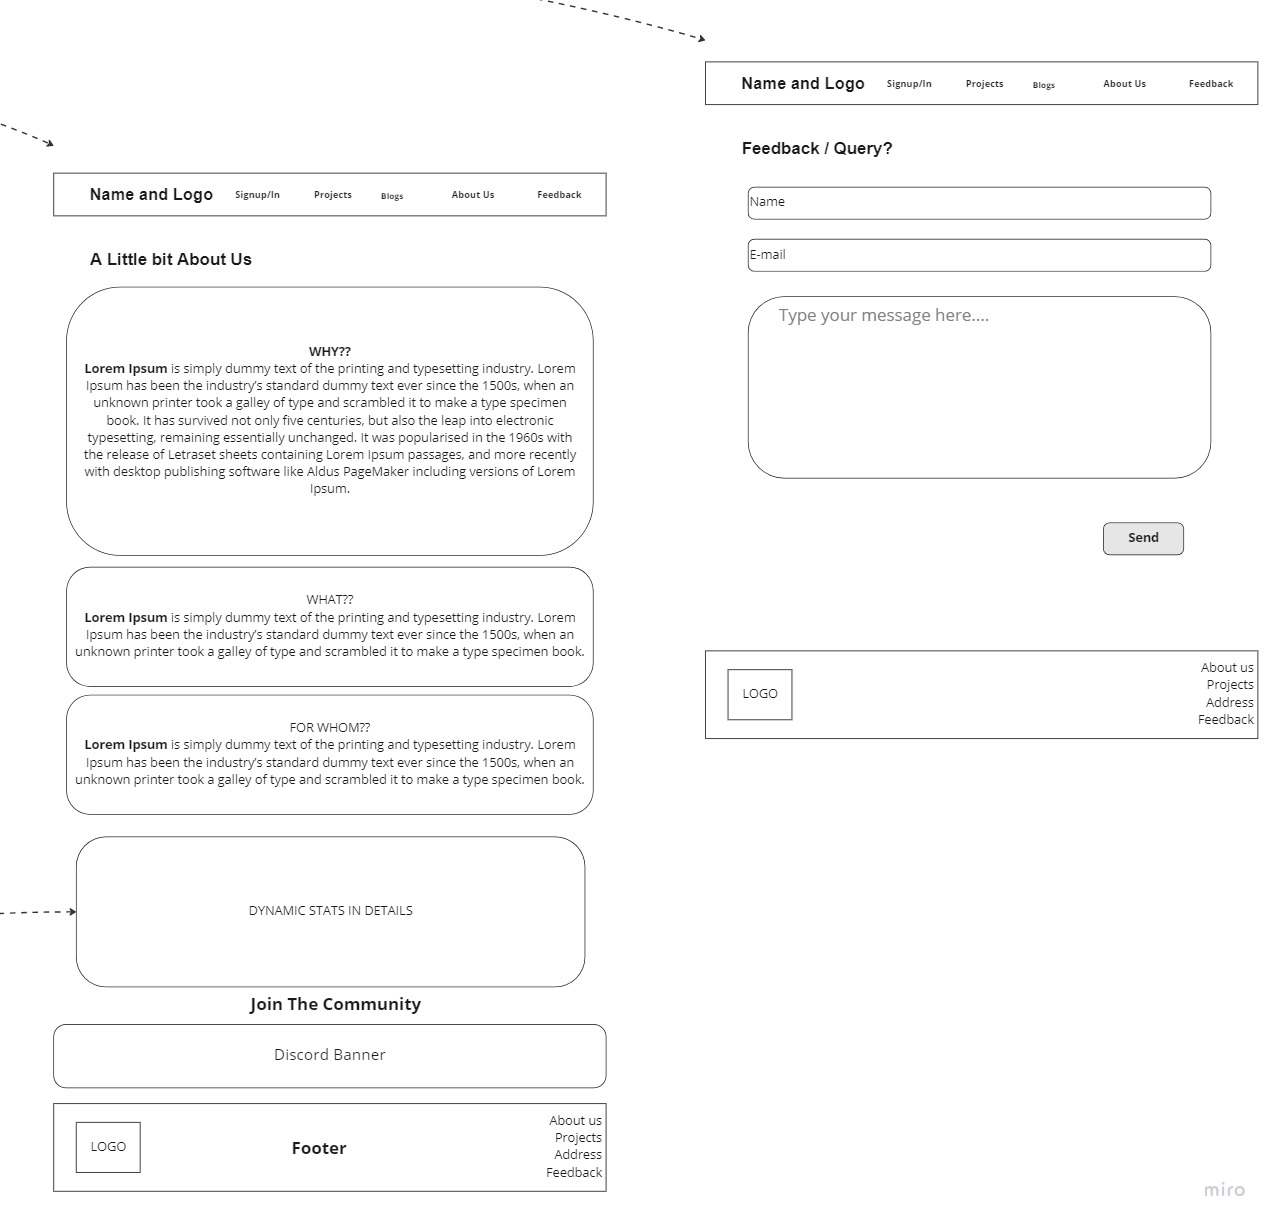 Name and Logo Signup/In Projects Blogs About Us Feedback
A Little bit About Us
WHY??
Lorem Ipsum is simply dummy text of the printing and typesetting industry. Lorem
Ipsum has been the industry's standard dummy text ever since the 1500s, when an
unknown printer took a galley of type and scrambled it to make a type specimen
book. It has survived not only five centuries, but also the leap into electronic
typesetting, remaining essentially unchanged. It was popularised in the 1960s with
the release of Letraset sheets containing Lorem Ipsum passages, and more recently
with desktop publishing software like Aldus PageMaker including versions of Lorem
Ipsum.
WHAT??
Lorem Ipsum is simply dummy text of the printing and typesetting industry. Lorem
Ipsum has been the industry's standard dummy text ever since the 1500s, when an
unknown printer took a galley of type and scrambled it to make a type specimen book.
FOR WHOM??
Lorem Ipsum is simply dummy text of the printing and typesetting industry. Lorem
Ipsum has been the industry's standard dummy text ever since the 1500s, when an
unknown printer took a galley of type and scrambled it to make a type specimen book.
DYNAMIC STATS IN DETAILS
Join The Community
Discord Banner
LOGO
Footer
About us
Projects
Address
Feedback
Name and Logo Signup/In Projects Blogs About Us Feedback
Feedback / Query?
Name
E-mail
Type your message here....
Send
LOGO
About us
Projects
Address
Feedback
miro